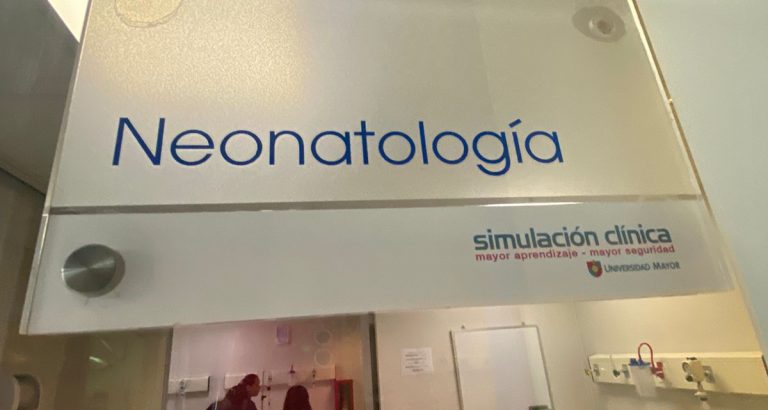 Neonatología
simulación clínica
mayor aprendizaje - mayor seguridad
UNIVERSIDAD MAYOR